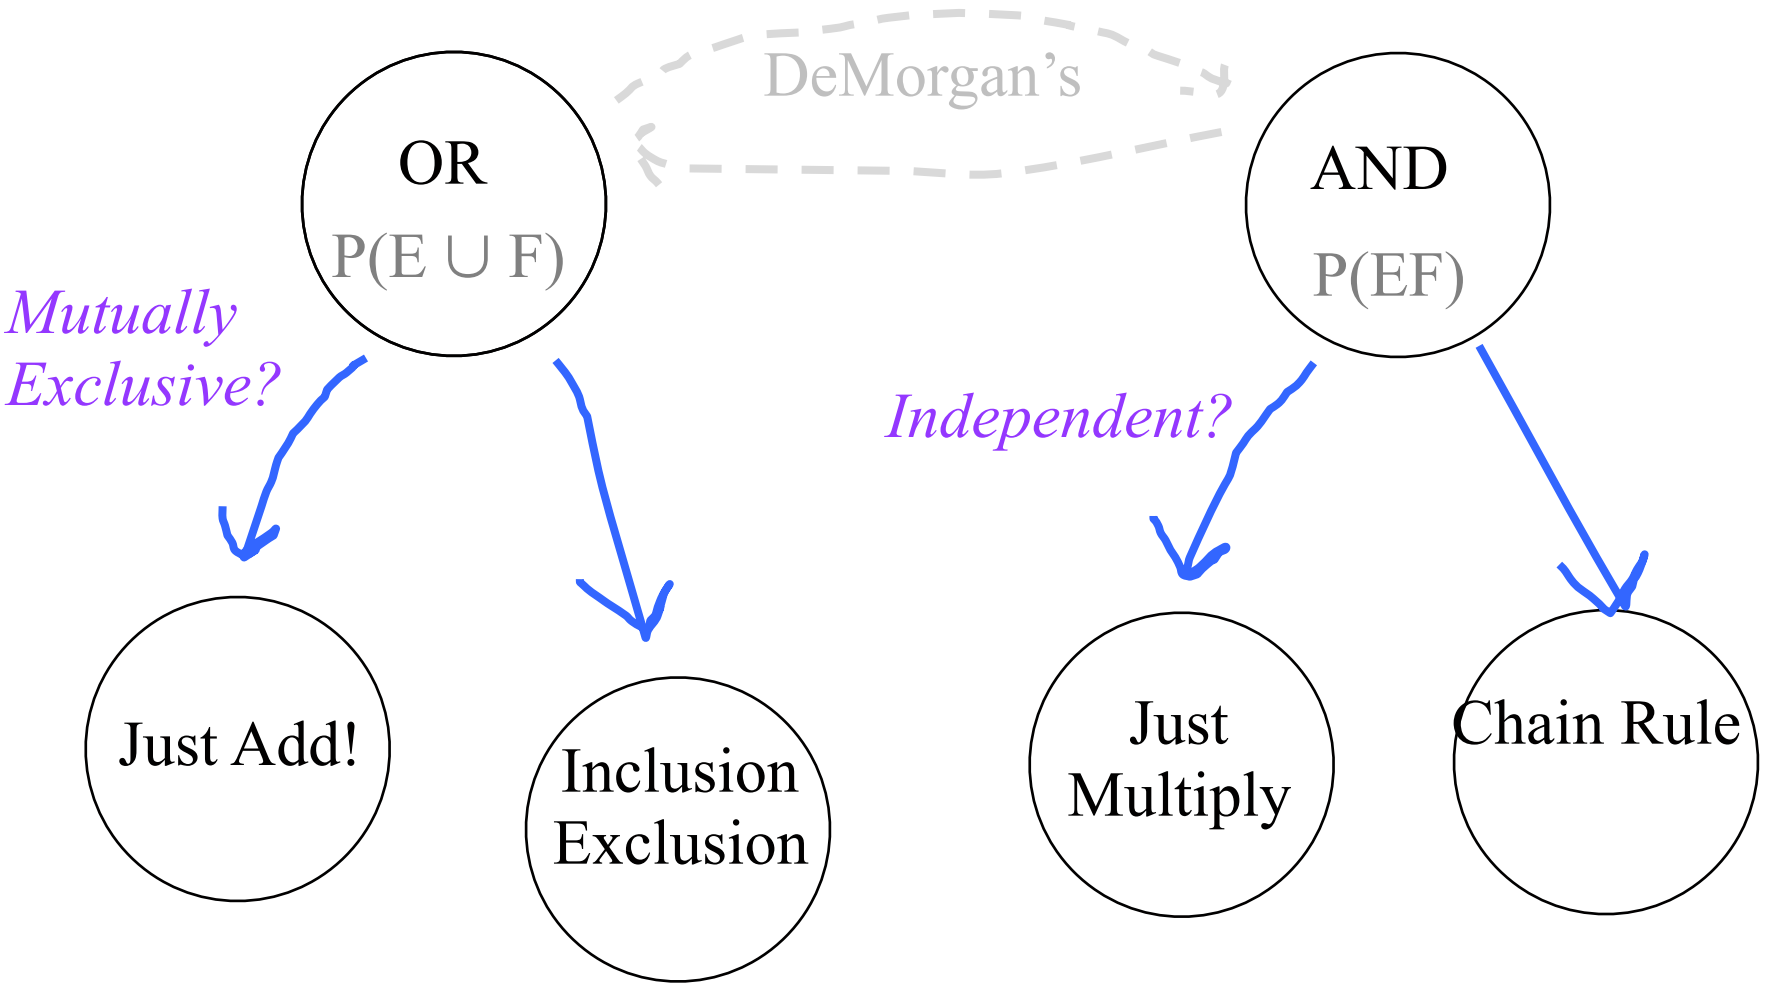 DeMorgan’s
OR
P(E ∪ F)
AND
P(EF)
Mutually
Exclusive?
Independent?
Just Add!
Inclusion
Exclusion
Just
Multiply
Chain Rule